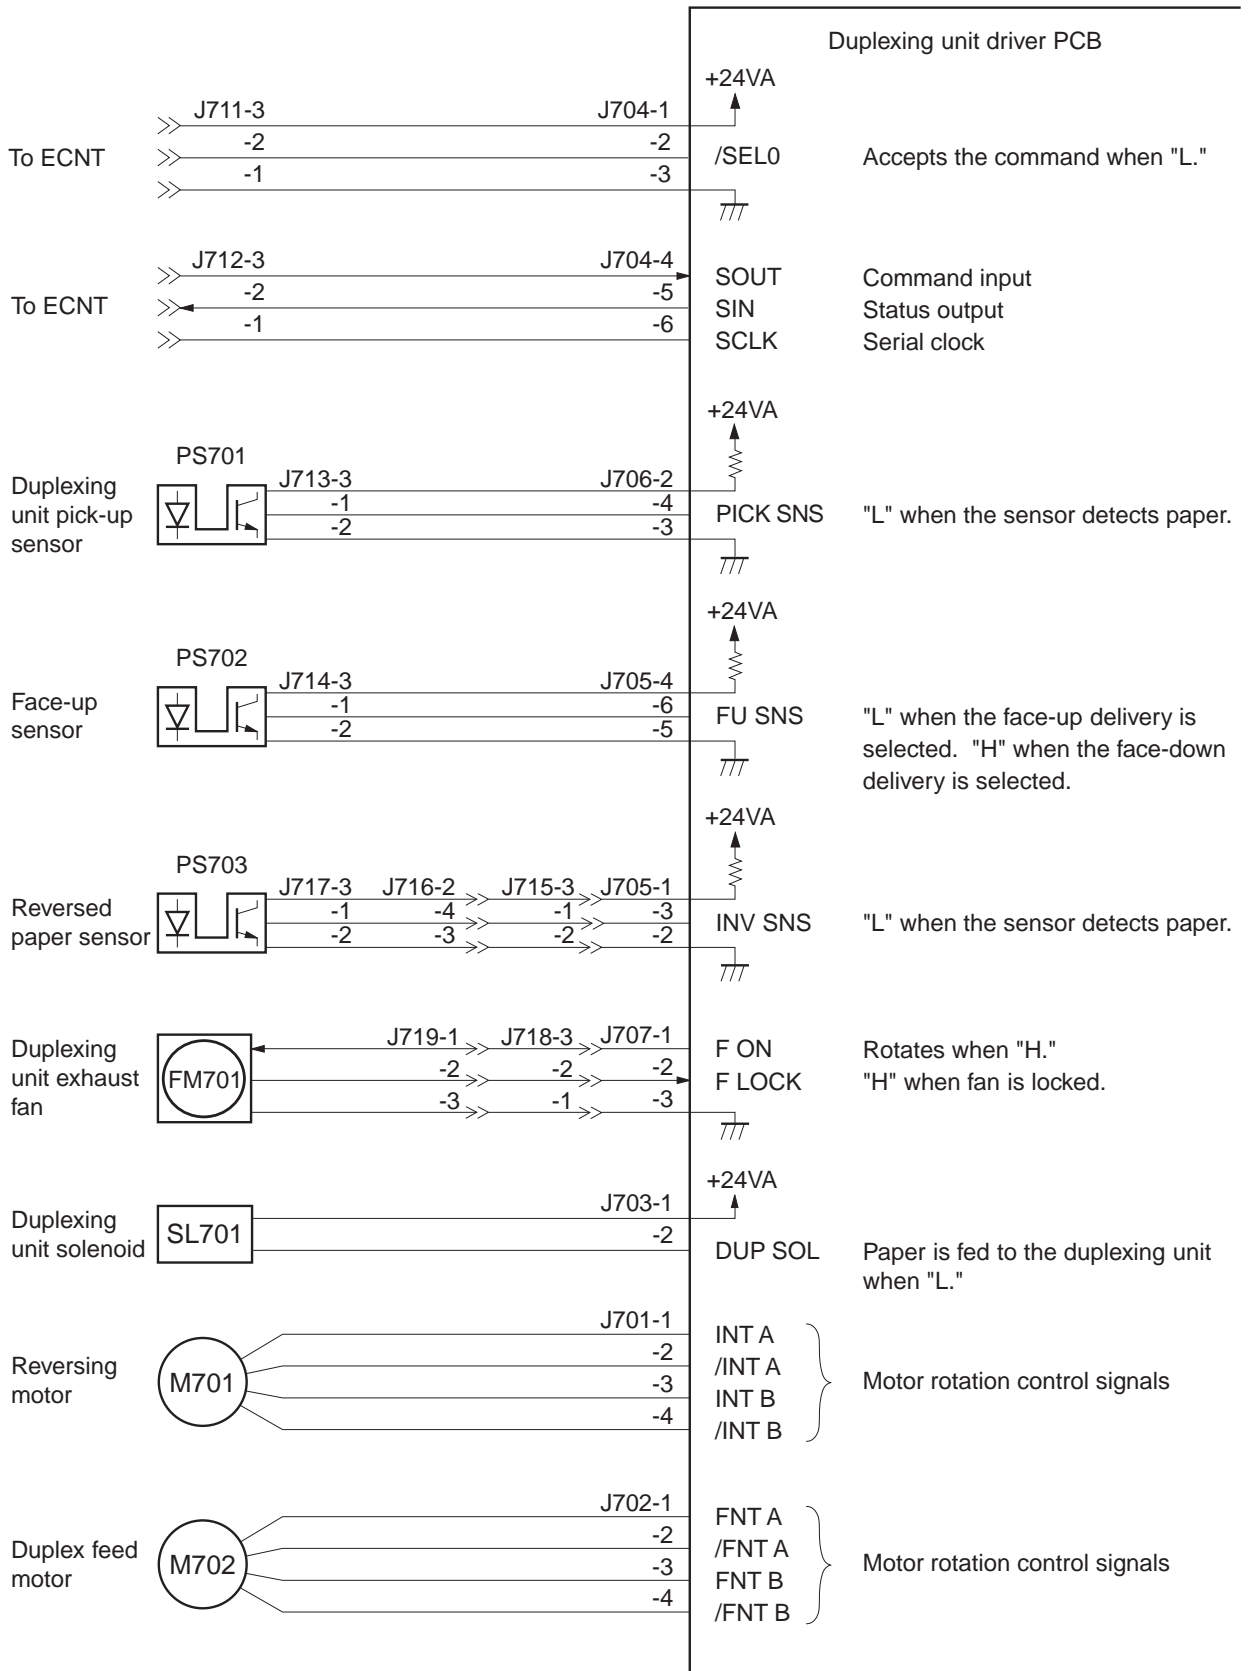 Duplexing unit driver PCB
+24VA
J711-3 J704-1
-2 -2
To ECNT /SEL0 Accepts the command when "L."
-1 -3
J712-3 J704-4
SOUT Command input
-2 -5
To ECNT SIN Status output
-1 -6
SCLK Serial clock
+24VA
PS701
Duplexing J713-3 J706-2
-1 -4
unit pick-up PICK SNS "L" when the sensor detects paper.
-2 -3
sensor
+24VA
PS702
J714-3 J705-4
Face-up -1 -6
FU SNS "L" when the face-up delivery is
sensor -2 -5
selected. "H" when the face-down
delivery is selected.
+24VA
PS703
J717-3 J716-2 J715-3 J705-1
Reversed -1 -4 -1 -3
INV SNS "L" when the sensor detects paper.
paper sensor -2 -3 -2 -2
J719-1 J718-3 J707-1
Duplexing F ON Rotates when "H."
-2 -2 -2
unit exhaust FM701 F LOCK "H" when fan is locked.
-3 -1 -3
fan
+24VA
J703-1
Duplexing
SL701 -2
unit solenoid DUP SOL Paper is fed to the duplexing unit
when "L."
J701-1
INT A
-2
Reversing /INT A
M701 -3 Motor rotation control signals
motor INT B
-4
/INT B
J702-1
FNT A
-2
Duplex feed /FNT A
M702 -3 Motor rotation control signals
motor FNT B
-4
/FNT B